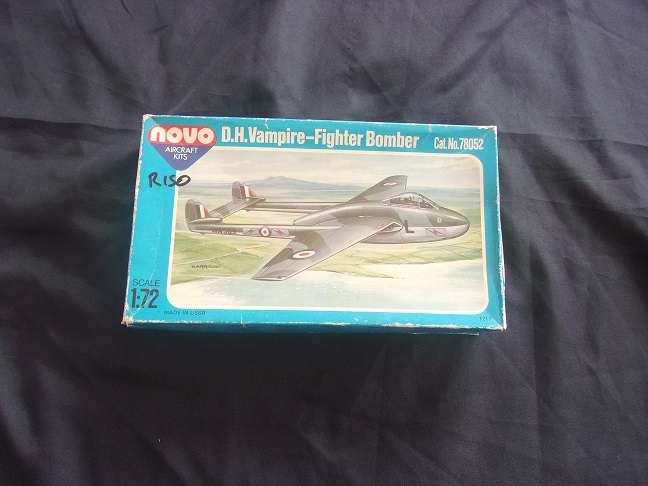 novo
AIRCRAFT
KITS
D.H. Vampire–Fighter Bomber
Cat. No. 78052
R150
L
SCALE
1:72
MADE IN USSR